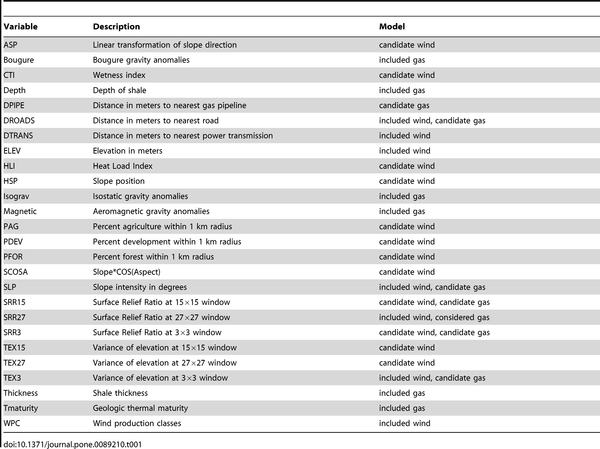 Variable Description Model
ASP Linear transformation of slope direction candidate wind
Bougure Bougure gravity anomalies included gas
CTI Wetness index candidate wind
Depth Depth of shale included gas
DPIPE Distance in meters to nearest gas pipeline candidate gas
DROADS Distance in meters to nearest road included wind, candidate gas
DTRANS Distance in meters to nearest power transmission included wind
ELEV Elevation in meters included wind
HLI Heat Load Index candidate wind
HSP Slope position candidate wind
Isograv Isostatic gravity anomalies included gas
Magnetic Aeromagnetic gravity anomalies included gas
PAG Percent agriculture within 1 km radius candidate wind
PDEV Percent development within 1 km radius candidate wind
PFOR Percent forest within 1 km radius candidate wind
SCOSA Slope*COS(Aspect) candidate wind
SLP Slope intensity in degrees included wind, candidate gas
SRR15 Surface Relief Ratio at 15×15 window candidate wind, candidate gas
SRR27 Surface Relief Ratio at 27×27 window included wind, considered gas
SRR3 Surface Relief Ratio at 3×3 window candidate wind, candidate gas
TEX15 Variance of elevation at 15×15 window candidate wind
TEX27 Variance of elevation at 27×27 window candidate wind
TEX3 Variance of elevation at 3×3 window included wind, candidate gas
Thickness Shale thickness included gas
Tmaturity Geologic thermal maturity included gas
WPC Wind production classes included wind
doi:10.1371/journal.pone.0089210.t001